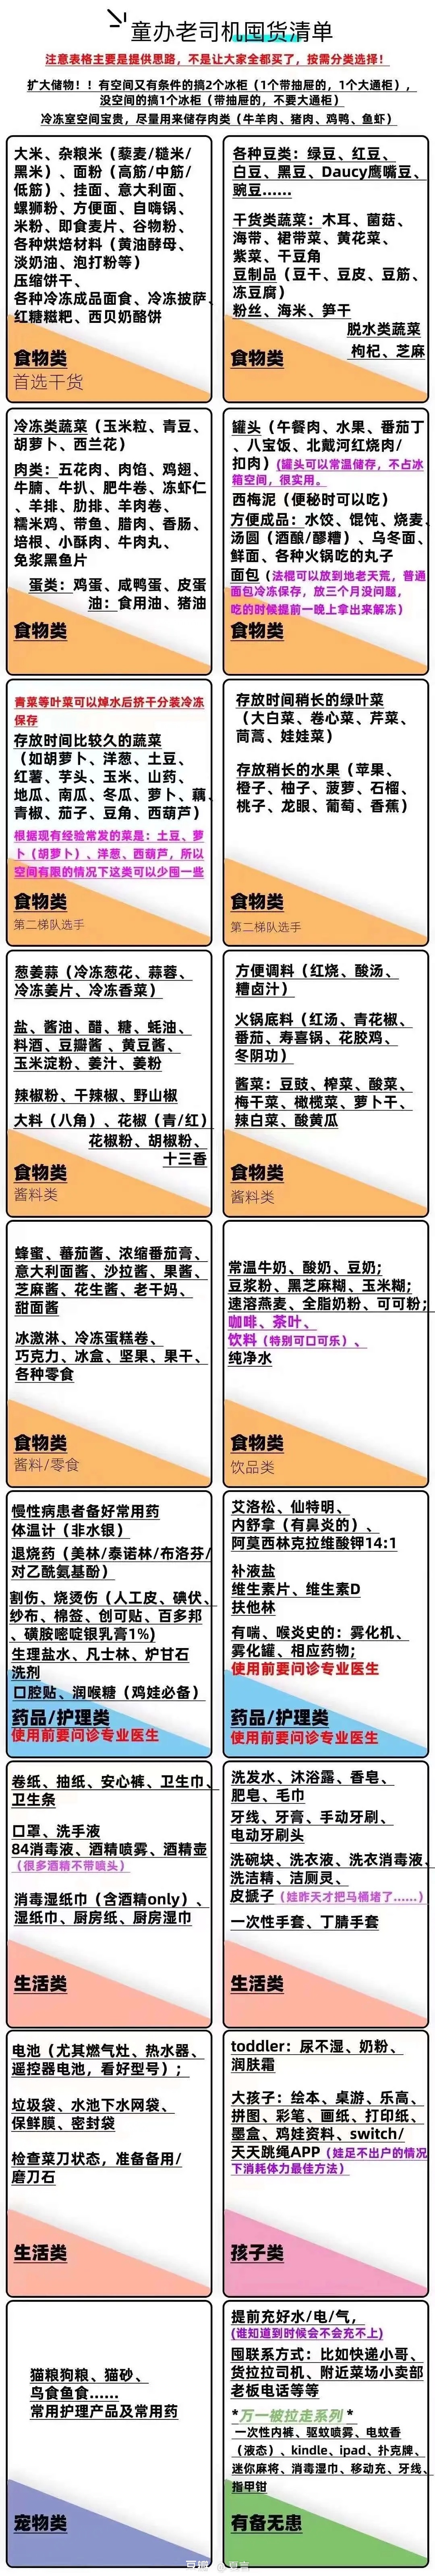 童办老司机囤货清单
注意表格主要是提供思路，不是让大家全都买了，按需分类选择！
扩大储物！！有空间又有条件的搞2个冰柜（1个带抽屉的，1个大通柜），
没空间的搞1个冰柜（带抽屉的，不要大通柜）
冷冻室空间宝贵，尽量用来储存肉类（牛羊肉、猪肉、鸡鸭、鱼虾）
大米、杂粮米（藜麦/糙米/
黑米）、面粉（高筋/中筋/
低筋）、挂面、意大利面、
螺狮粉、方便面、自嗨锅、
米粉、即食麦片、谷物粉、
各种烘焙材料（黄油酵母、
淡奶油、泡打粉等）
压缩饼干、
各种冷冻成品面食、冷冻披萨、
红糖糍粑、西贝奶酪饼
食物类
首选干货
各种豆类：绿豆、红豆、
白豆、黑豆、Daucy鹰嘴豆、
豌豆......
干货类蔬菜：木耳、菌菇、
海带、裙带菜、黄花菜、
紫菜、干豆角
豆制品（豆干、豆皮、豆筋、
冻豆腐）
粉丝、海米、笋干
脱水类蔬菜
枸杞、芝麻
食物类
冷冻类蔬菜（玉米粒、青豆、
胡萝卜、西兰花）
肉类：五花肉、肉馅、鸡翅、
牛腩、牛扒、肥牛卷、冻虾仁
、羊排、肋排、羊肉卷、
糯米鸡、带鱼、腊肉、香肠、
培根、小酥肉、牛肉丸、
免浆黑鱼片
蛋类：鸡蛋、咸鸭蛋、皮蛋
油：食用油、猪油
食物类
罐头（午餐肉、水果、番茄丁
、八宝饭、北戴河红烧肉/
扣肉）(罐头可以常温储存，不占冰
箱空间，很实用。
西梅泥（便秘时可以吃）
方便成品：水饺、馄饨、烧麦、
汤圆（酒酿/醪糟）、乌冬面、
鲜面、各种火锅吃的丸子
面包（法棍可以放到地老天荒，普通
面包冷冻保存，放三个月没问题，
吃的时候提前一晚上拿出来解冻）
食物类
青菜等叶菜可以焯水后挤干分装冷冻
保存
存放时间比较久的蔬菜
（如胡萝卜、洋葱、土豆、
红薯、芋头、玉米、山药、
地瓜、南瓜、冬瓜、萝卜、藕、
青椒、茄子、豆角、西葫芦）
根据现有经验常发的菜是：土豆、萝
卜（胡萝卜）、洋葱、西葫芦，所以
空间有限的情况下这类可以少囤一些
食物类
第二梯队选手
存放时间稍长的绿叶菜
（大白菜、卷心菜、芹菜、
茼蒿、娃娃菜）
存放稍长的水果（苹果、
橙子、柚子、菠萝、石榴、
桃子、龙眼、葡萄、香蕉）
食物类
第二梯队选手
葱姜蒜（冷冻葱花、蒜蓉、
冷冻姜片、冷冻香菜）
盐、酱油、醋、糖、蚝油、
料酒、豆瓣酱 、黄豆酱、
玉米淀粉、姜汁、姜粉
辣椒粉、干辣椒、野山椒
大料（八角）、花椒（青/红）
花椒粉、胡椒粉、
十三香
食物类
酱料类
方便调料（红烧、酸汤、
糟卤汁）
火锅底料（红汤、青花椒、
番茄、寿喜锅、花胶鸡、
冬阴功）
酱菜：豆豉、榨菜、酸菜、
梅干菜、橄榄菜、萝卜干、
辣白菜、酸黄瓜
食物类
酱料类
蜂蜜、蕃茄酱、浓缩番茄膏、
意大利面酱、沙拉酱、果酱、
芝麻酱、花生酱、老干妈、
甜面酱
冰激淋、冷冻蛋糕卷、
巧克力、冰盒、坚果、果干、
各种零食
食物类
酱料/零食
常温牛奶、酸奶、豆奶;
豆浆粉、黑芝麻糊、玉米糊;
速溶燕麦、全脂奶粉、可可粉；
咖啡、茶叶、
饮料（特别可口可乐）、
纯净水
食物类
饮品类
慢性病患者备好常用药
体温计（非水银）
退烧药（美林/泰诺林/布洛芬/
对乙酰氨基酚）
割伤、烧烫伤（人工皮、碘伏、
纱布、棉签、创可贴、百多邦
、磺胺嘧啶银乳膏1%)
生理盐水、凡士林、炉甘石
洗剂
口腔贴、润喉糖（鸡娃必备）
药品/护理类
使用前要问诊专业医生
艾洛松、仙特明、
内舒拿（有鼻炎的）、
阿莫西林克拉维酸钾14:1
补液盐
维生素片、维生素D
扶他林
有喘、喉炎史的：雾化机、
雾化罐、相应药物;
使用前要问诊专业医生
药品/护理类
使用前要问诊专业医生
卷纸、抽纸、安心裤、卫生巾、
卫生条
口罩、洗手液
84消毒液、酒精喷雾、酒精壶
（很多酒精不带喷头）
消毒湿纸巾（含酒精only）、
湿纸巾、厨房纸、厨房湿巾
生活类
洗发水、沐浴露、香皂、
肥皂、毛巾
牙线、牙膏、手动牙刷、
电动牙刷头
洗碗块、洗衣液、洗衣消毒液、
洗洁精、洁厕灵、
皮搋子（娃昨天才把马桶堵了......）
一次性手套、丁腈手套
生活类
电池（尤其燃气灶、热水器、
遥控器电池，看好型号）；
垃圾袋、水池下水网袋、
保鲜膜、密封袋
检查菜刀状态，准备备用/
磨刀石
生活类
toddler：尿不湿、奶粉、
润肤霜
大孩子：绘本、桌游、乐高、
拼图、彩笔、画纸、打印纸、
墨盒、鸡娃资料、switch/
天天跳绳APP（娃足不出户的情况
下消耗体力最佳方法）
孩子类
猫粮狗粮、猫砂、
鸟食鱼食......
常用护理产品及常用药
宠物类
提前充好水/电/气，
(谁知道到时候会不会充不上)
囤联系方式：比如快递小哥、
货拉拉司机、附近菜场小卖部
老板电话等等
*万一被拉走系列 *
一次性内裤、驱蚊喷雾、电蚊香
（液态）、kindle、ipad、扑克牌、
迷你麻将、消毒湿巾、移动充、牙线、
指甲钳
有备无患